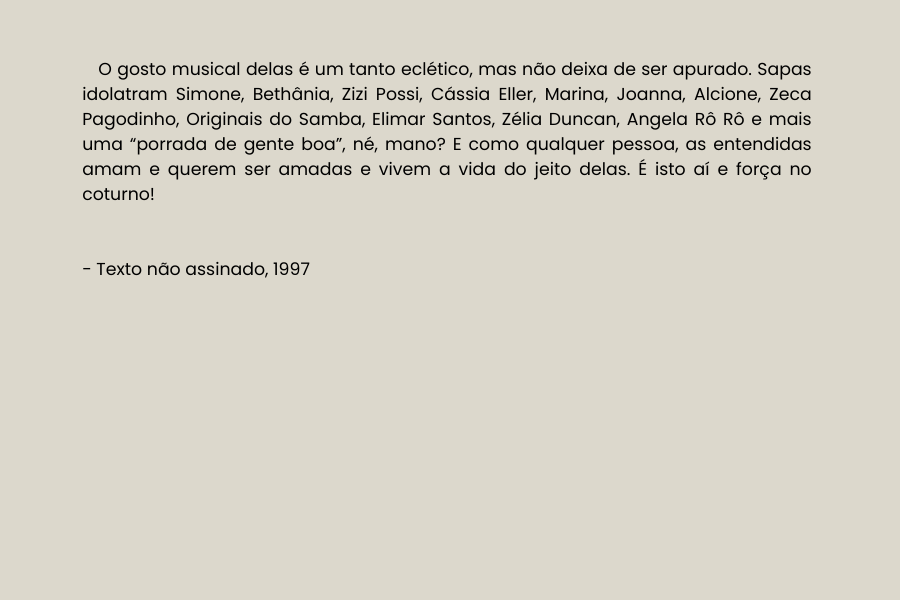 O gosto musical delas é um tanto eclético, mas não deixa de ser apurado. Sapas
idolatram Simone, Bethânia, Zizi Possi, Cássia Eller, Marina, Joanna, Alcione, Zeca
Pagodinho, Originais do Samba, Elimar Santos, Zélia Duncan, Angela Rô Rô e mais
uma “porrada de gente boa”, né, mano? E como qualquer pessoa, as entendidas
amam e querem ser amadas e vivem a vida do jeito delas. É isto aí e força no
coturno!
- Texto não assinado, 1997